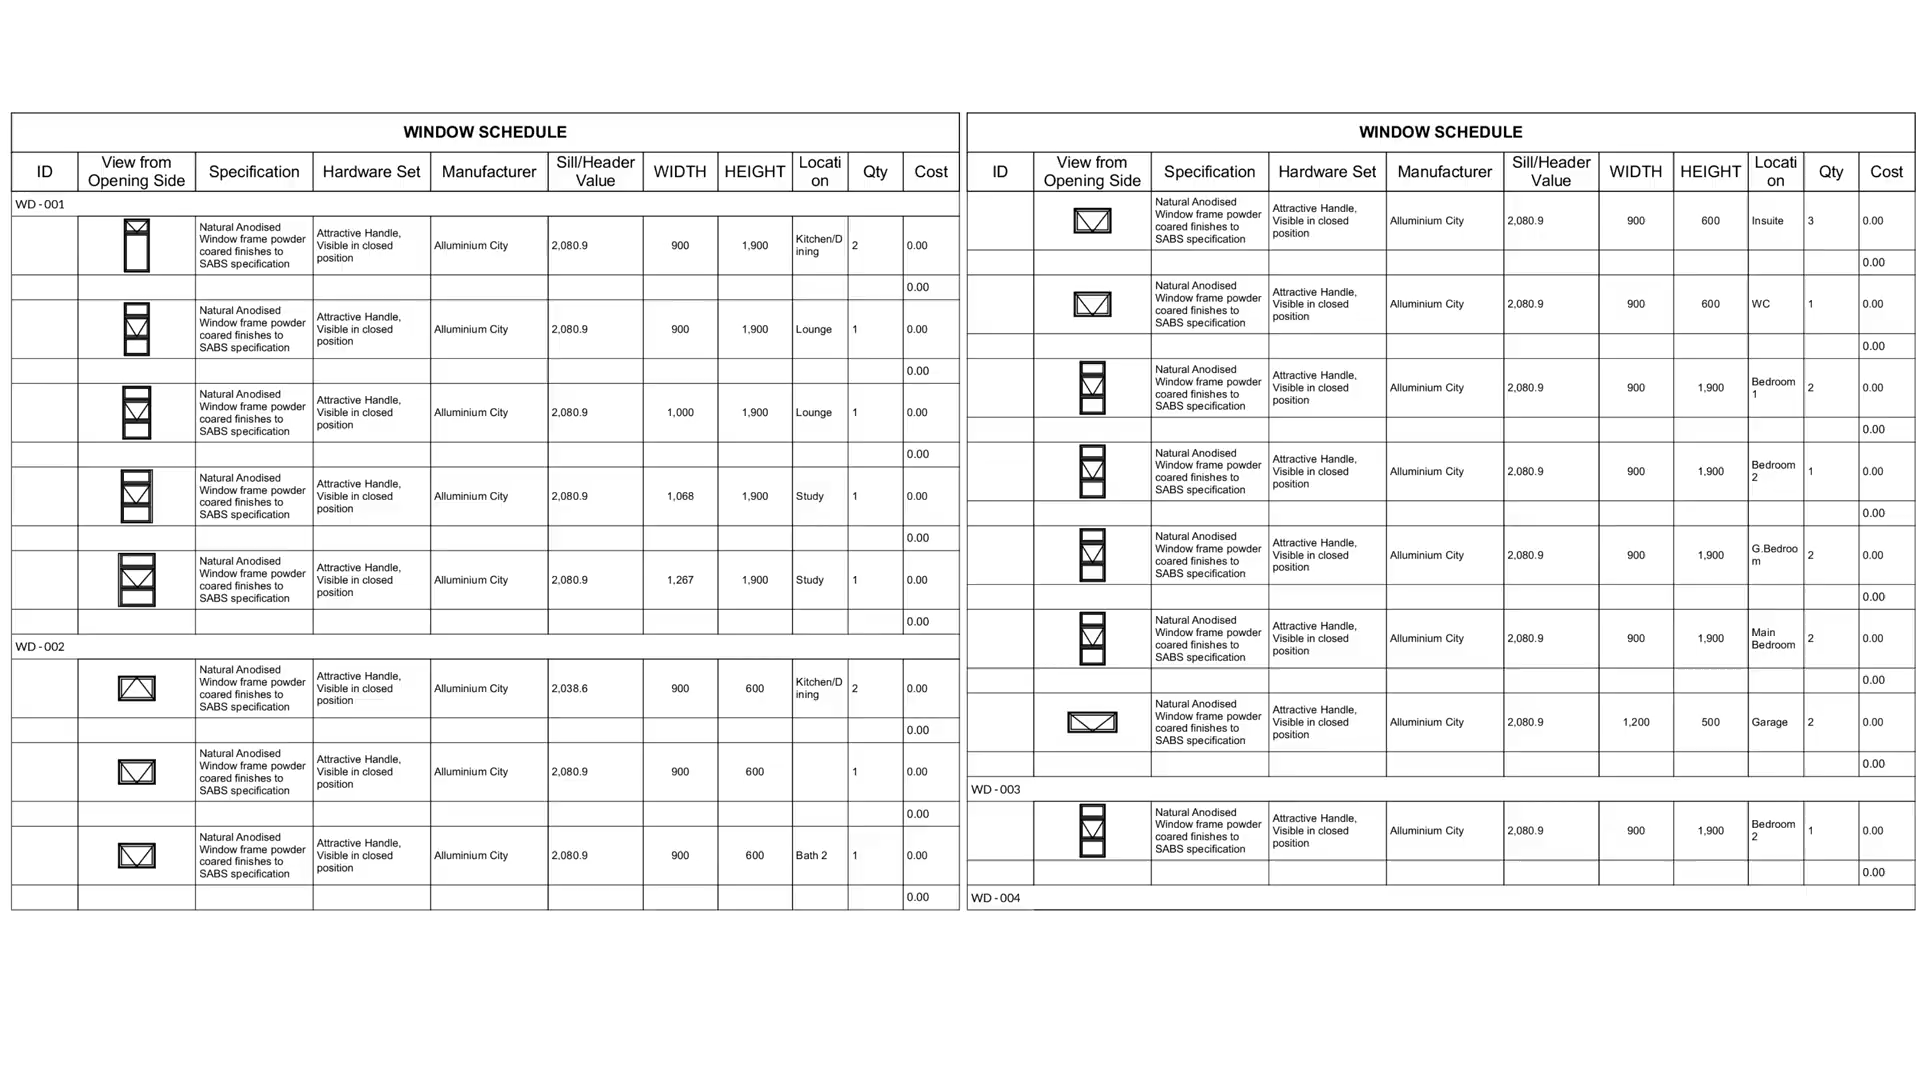 WINDOW SCHEDULE
ID View from Opening Side Specification Hardware Set Manufacturer Sill/Header Value WIDTH HEIGHT Locati on Qty Cost
WD - 001
Natural Anodised Window frame powder coared finishes to SABS specification Attractive Handle, Visible in closed position Alluminium City 2,080.9 900 1,900 Kitchen/D ining 2 0.00
0.00
Natural Anodised Window frame powder coared finishes to SABS specification Attractive Handle, Visible in closed position Alluminium City 2,080.9 900 1,900 Lounge 1 0.00
0.00
Natural Anodised Window frame powder coared finishes to SABS specification Attractive Handle, Visible in closed position Alluminium City 2,080.9 1,000 1,900 Lounge 1 0.00
0.00
Natural Anodised Window frame powder coared finishes to SABS specification Attractive Handle, Visible in closed position Alluminium City 2,080.9 1,068 1,900 Study 1 0.00
0.00
Natural Anodised Window frame powder coared finishes to SABS specification Attractive Handle, Visible in closed position Alluminium City 2,080.9 1,267 1,900 Study 1 0.00
0.00
WD - 002
Natural Anodised Window frame powder coared finishes to SABS specification Attractive Handle, Visible in closed position Alluminium City 2,038.6 900 600 Kitchen/D ining 2 0.00
0.00
Natural Anodised Window frame powder coared finishes to SABS specification Attractive Handle, Visible in closed position Alluminium City 2,080.9 900 600 1 0.00
0.00
Natural Anodised Window frame powder coared finishes to SABS specification Attractive Handle, Visible in closed position Alluminium City 2,080.9 900 600 Bath 2 1 0.00
0.00
WINDOW SCHEDULE
ID View from Opening Side Specification Hardware Set Manufacturer Sill/Header Value WIDTH HEIGHT Locati on Qty Cost
Natural Anodised Window frame powder coared finishes to SABS specification Attractive Handle, Visible in closed position Alluminium City 2,080.9 900 600 Insuite 3 0.00
0.00
Natural Anodised Window frame powder coared finishes to SABS specification Attractive Handle, Visible in closed position Alluminium City 2,080.9 900 600 WC 1 0.00
0.00
Natural Anodised Window frame powder coared finishes to SABS specification Attractive Handle, Visible in closed position Alluminium City 2,080.9 900 1,900 Bedroom 1 2 0.00
0.00
Natural Anodised Window frame powder coared finishes to SABS specification Attractive Handle, Visible in closed position Alluminium City 2,080.9 900 1,900 Bedroom 2 1 0.00
0.00
Natural Anodised Window frame powder coared finishes to SABS specification Attractive Handle, Visible in closed position Alluminium City 2,080.9 900 1,900 G.Bedroo m 2 0.00
0.00
Natural Anodised Window frame powder coared finishes to SABS specification Attractive Handle, Visible in closed position Alluminium City 2,080.9 900 1,900 Main Bedroom 2 0.00
0.00
Natural Anodised Window frame powder coared finishes to SABS specification Attractive Handle, Visible in closed position Alluminium City 2,080.9 1,200 500 Garage 2 0.00
0.00
WD - 003
Natural Anodised Window frame powder coared finishes to SABS specification Attractive Handle, Visible in closed position Alluminium City 2,080.9 900 1,900 Bedroom 2 1 0.00
0.00
WD - 004